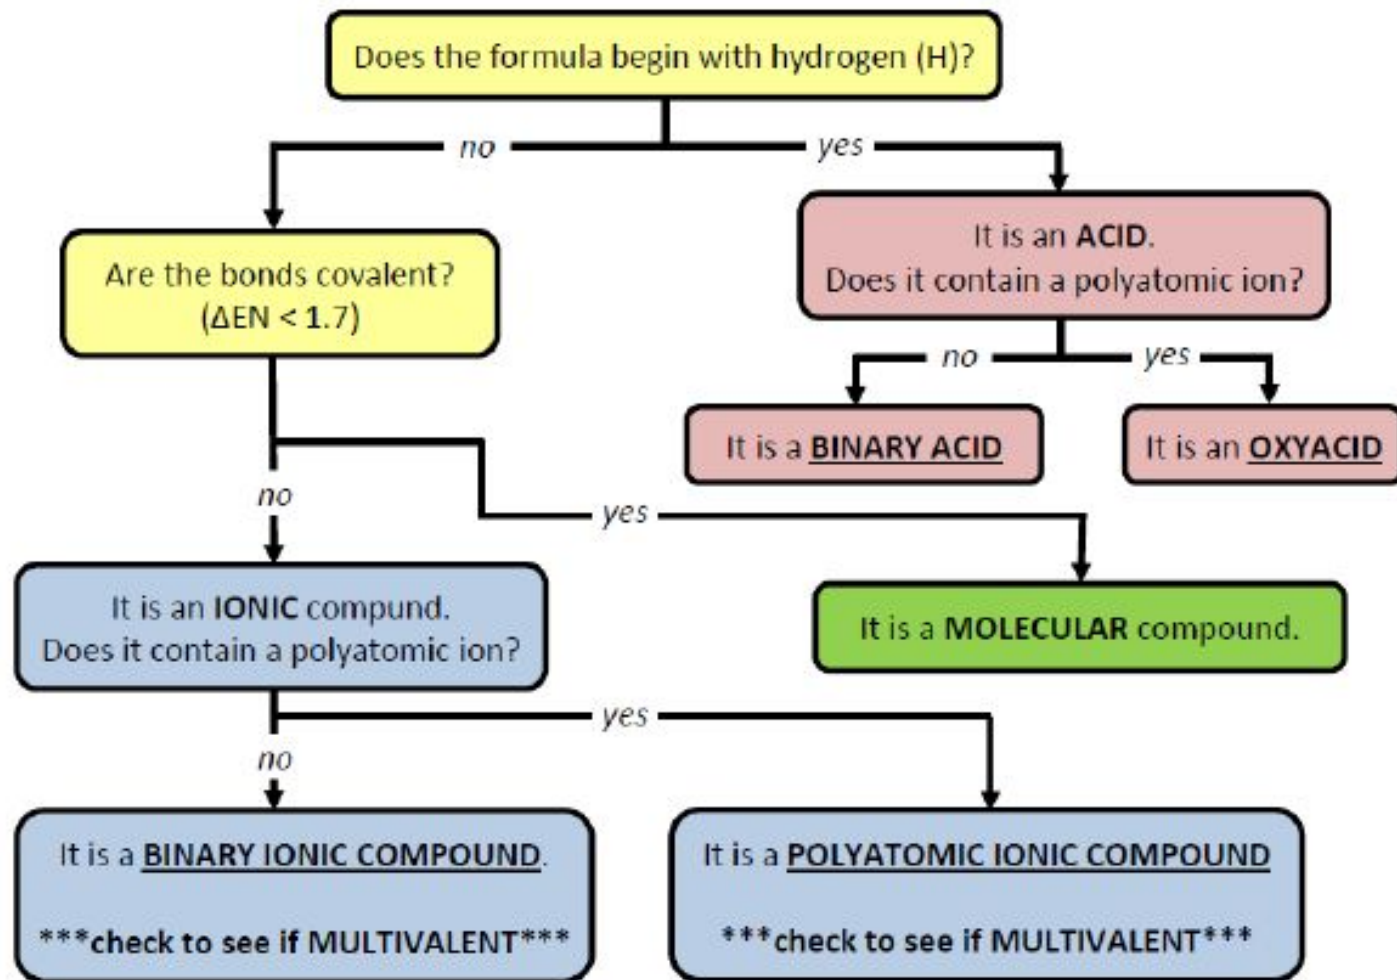 Does the formula begin with hydrogen (H)?
no
yes
Are the bonds covalent?
(ΔEN < 1.7)
It is an ACID.
Does it contain a polyatomic ion?
no
yes
It is a BINARY ACID
It is an OXYACID
no
yes
It is an IONIC compund.
Does it contain a polyatomic ion?
It is a MOLECULAR compound.
yes
no
It is a BINARY IONIC COMPOUND.
***check to see if MULTIVALENT***
It is a POLYATOMIC IONIC COMPOUND
***check to see if MULTIVALENT***